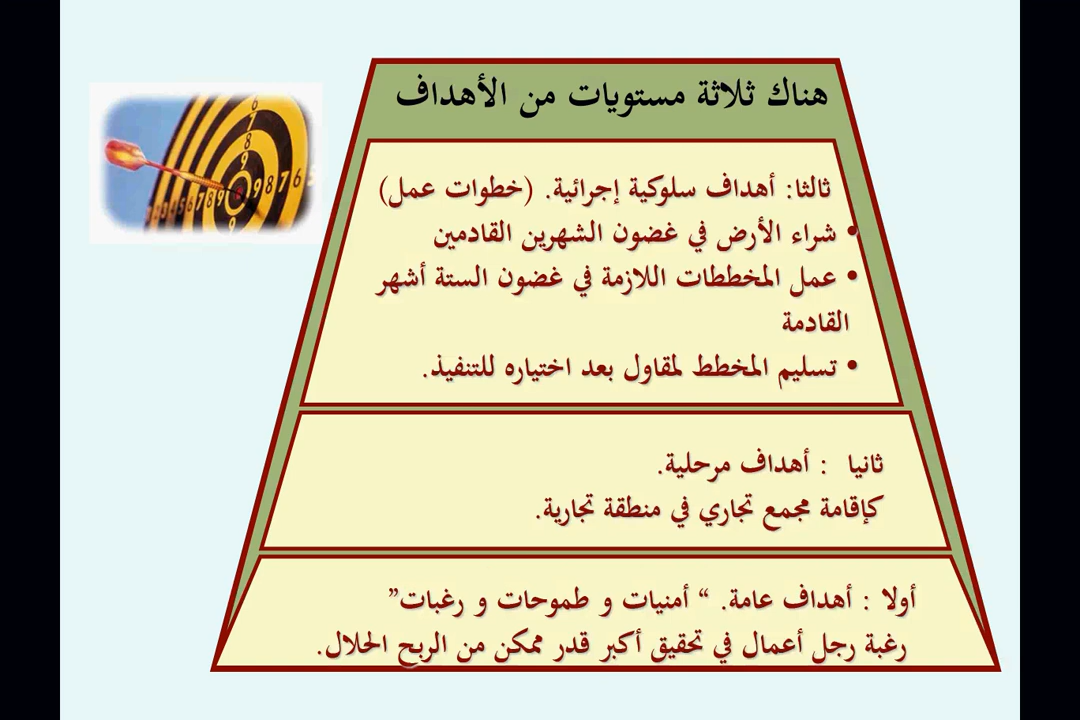 هناك ثلاثة مستويات من الأهداف
ثالثا: أهداف سلوكية إجرائية. (خطوات عمل)
• شراء الأرض في غضون الشهرين القادمين
• عمل المخططات اللازمة في غضون الستة أشهر
القادمة
• تسليم المخطط لمقاول بعد اختياره للتنفيذ.
ثانيا : أهداف مرحلية.
كإقامة مجمع تجاري في منطقة تجارية.
أولا : أهداف عامة. “ أمنيات و طموحات و رغبات”
رغبة رجل أعمال في تحقيق أكبر قدر ممكن من الربح الحلال.